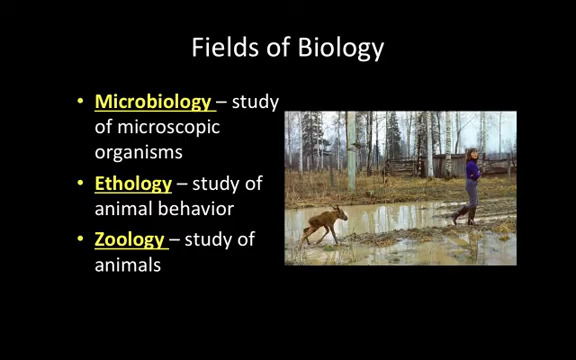 Fields of Biology
• Microbiology – study
of microscopic
organisms
• Ethology – study of
animal behavior
• Zoology – study of
animals